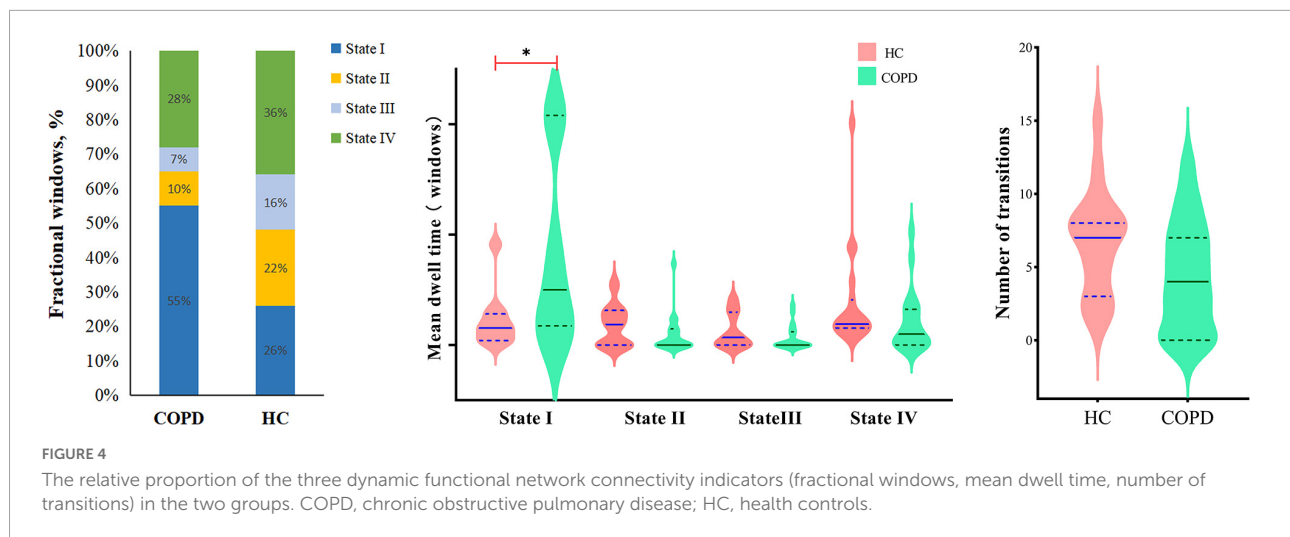 100%
90%
80%
70%
60%
50%
40%
30%
20%
10%
0%
Fractional windows, %
28%
7%
10%
55%
36%
16%
22%
26%
COPD HC
State I
State II
State III
State IV
*
HC
COPD
Mean dwell time ( windows)
State I State II StateIII State IV
20
15
10
5
0
Number of transitions
HC COPD
FIGURE 4
The relative proportion of the three dynamic functional network connectivity indicators (fractional windows, mean dwell time, number of
transitions) in the two groups. COPD, chronic obstructive pulmonary disease; HC, health controls.